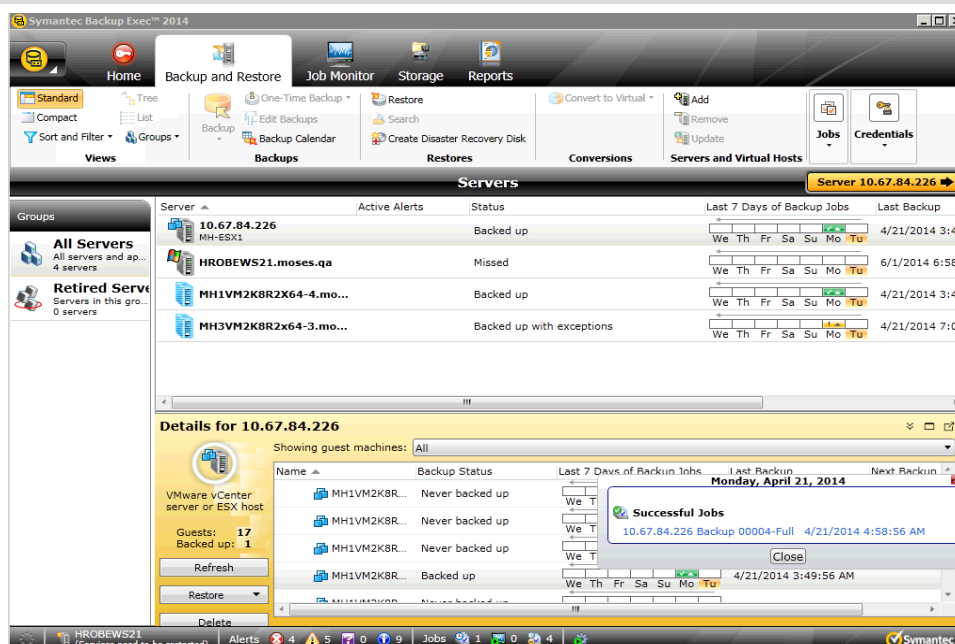 Symantec Backup Exec™ 2014
Home
Backup and Restore
Job Monitor
Storage
Reports
Standard
Compact
Sort and Filter
Tree
List
Groups
Views
Backup
One-Time Backup
Edit Backups
Backup Calendar
Backups
Restore
Search
Create Disaster Recovery Disk
Restores
Convert to Virtual
Conversions
Add
Remove
Update
Servers and Virtual Hosts
Jobs
Credentials
Servers
Server 10.67.84.226
Groups
All Servers
All servers and ap...
4 servers
Retired Serve
Servers in this gro...
0 servers
Server Active Alerts Status Last 7 Days of Backup Jobs Last Backup
10.67.84.226
MH-ESX1
Backed up
We Th Fr Sa Su Mo Tu
4/21/2014 3:4
HROBEWS21.moses.qa Missed
We Th Fr Sa Su Mo Tu
6/1/2014 6:58
MH1VM2K8R2X64-4.mo... Backed up
We Th Fr Sa Su Mo Tu
4/21/2014 3:4
MH3VM2K8R2x64-3.mo... Backed up with exceptions
We Th Fr Sa Su Mo Tu
4/21/2014 7:0
Details for 10.67.84.226
VMware vCenter
server or ESX host
Guests: 17
Backed up: 1
Refresh
Restore
Delete
Showing guest machines: All
Name Backup Status Last 7 Days of Backup Jobs Last Backup Next Backup
MH1VM2K8R... Never backed up
We T
MH1VM2K8R... Never backed up
We T
MH1VM2K8R... Never backed up
We T
MH1VM2K8R... Backed up
We Th Fr Sa Su Mo Tu
4/21/2014 3:49:56 AM
Monday, April 21, 2014
Successful Jobs
10.67.84.226 Backup 00004-Full 4/21/2014 4:58:56 AM
Close
HROBEWS21
(Services need to be restarted)
Alerts 4 5 0 9 Jobs 1 0 4
Symantec